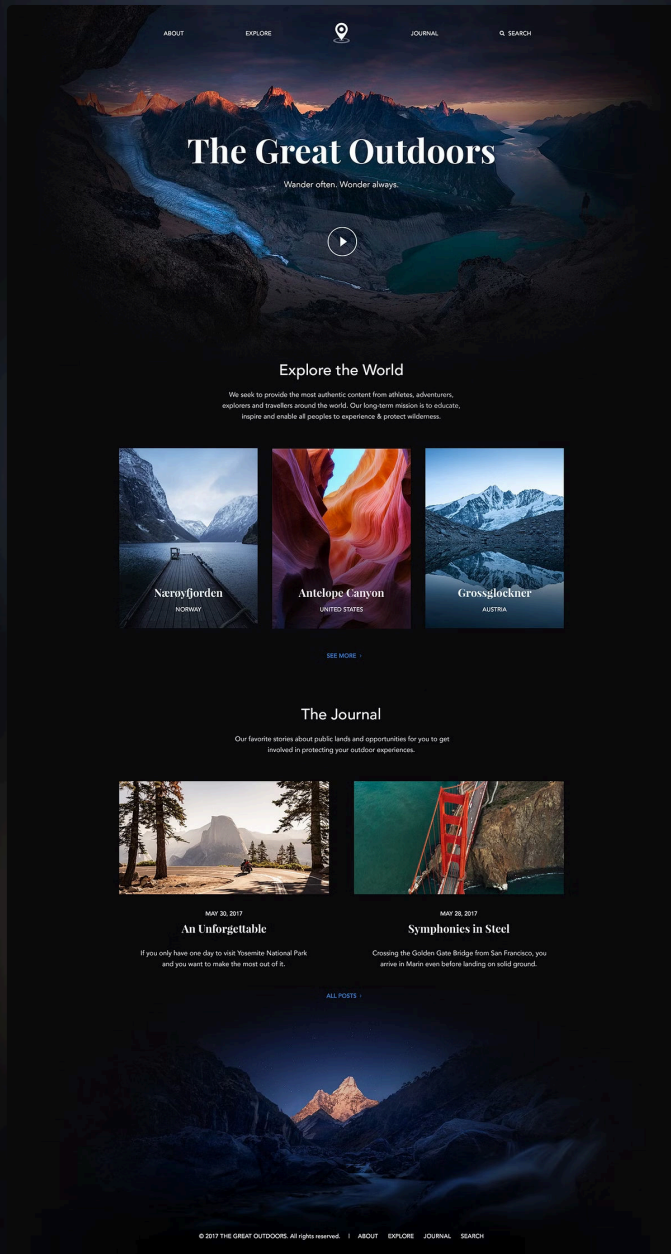 ABOUT
EXPLORE
JOURNAL
SEARCH
The Great Outdoors
Wander often. Wonder always.
Explore the World
We seek to provide the most authentic content from athletes, adventurers,
explorers and travellers around the world. Our long-term mission is to educate,
inspire and enable all peoples to experience & protect wilderness.
Nærøyfjorden
NORWAY
Antelope Canyon
UNITED STATES
Grossglockner
AUSTRIA
SEE MORE ›
The Journal
Our favorite stories about public lands and opportunities for you to get
involved in protecting your outdoor experiences.
MAY 30, 2017
An Unforgettable
If you only have one day to visit Yosemite National Park
and you want to make the most out of it.
MAY 28, 2017
Symphonies in Steel
Crossing the Golden Gate Bridge from San Francisco, you
arrive in Marin even before landing on solid ground.
ALL POSTS ›
© 2017 THE GREAT OUTDOORS. All rights reserved. | ABOUT EXPLORE JOURNAL SEARCH